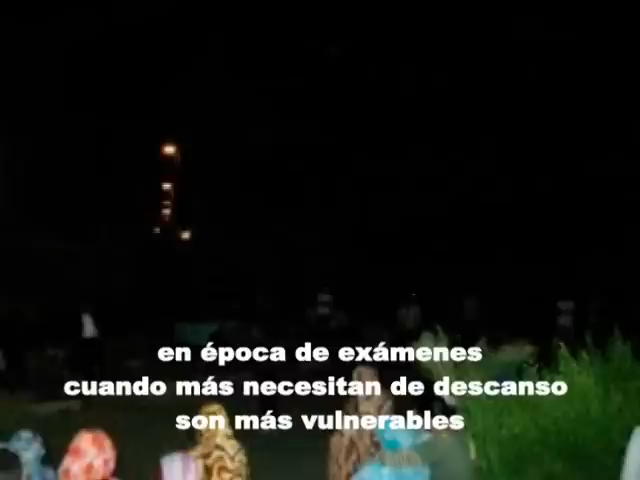 en época de exámenes
cuando más necesitan de descanso
son más vulnerables